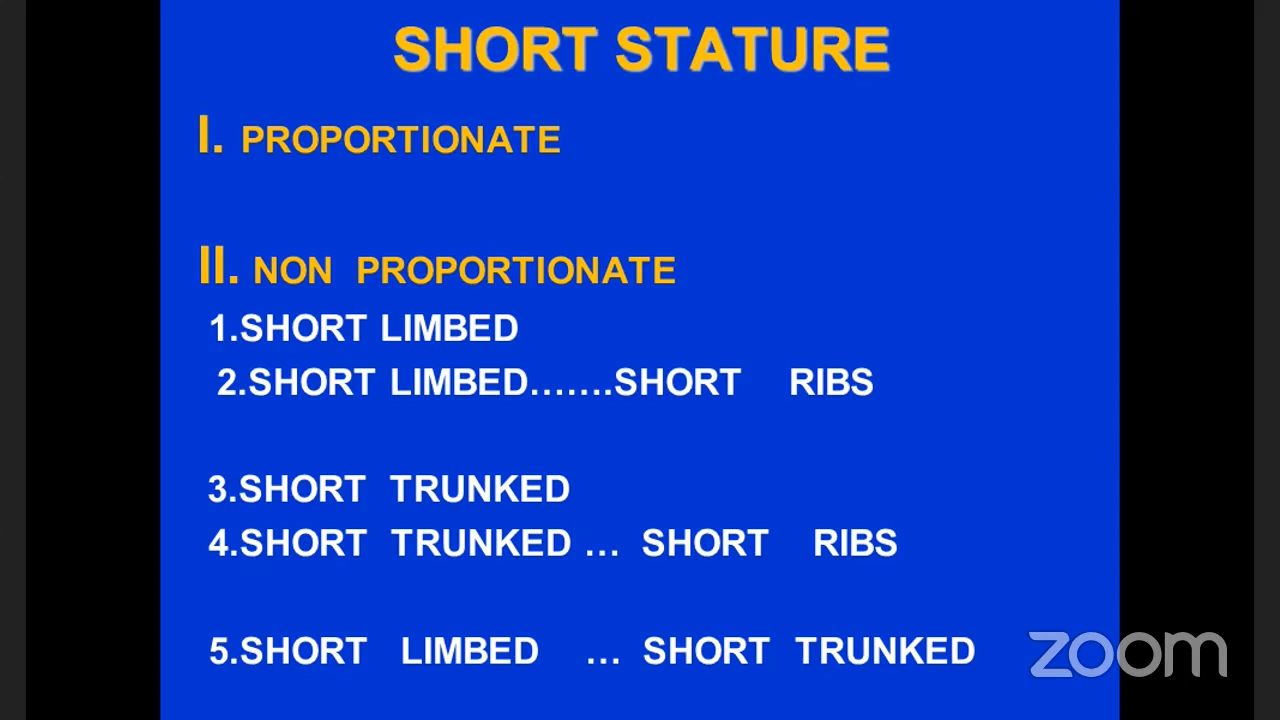 SHORT STATURE
I. PROPORTIONATE
II. NON PROPORTIONATE
1.SHORT LIMBED
2.SHORT LIMBED…….SHORT RIBS
3.SHORT TRUNKED
4.SHORT TRUNKED … SHORT RIBS
5.SHORT LIMBED … SHORT TRUNKED
zoom